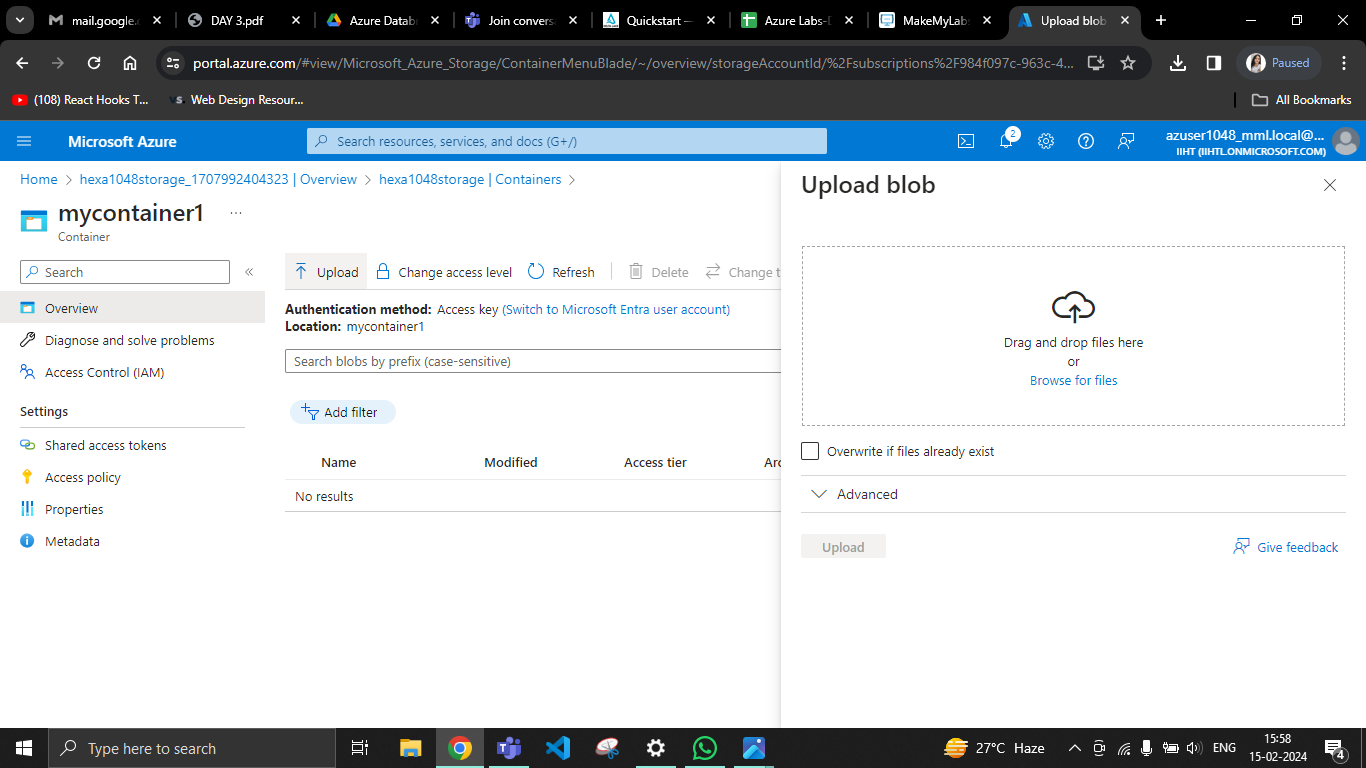 mail.google.
DAY 3.pdf
Azure Datab
Join convers
Quickstart —
Azure Labs-D
MakeMyLab
Upload blob
portal.azure.com/#view/Microsoft_Azure_Storage/ContainerMenuBlade/~/overview/storageAccountId/%2Fsubscriptions%2F984f097c-963c-4...
Paused
(108) React Hooks T...
VS
Web Design Resour...
All Bookmarks
Microsoft Azure
Search resources, services, and docs (G+/)
2
azuser1048_mml.local@...
IIHT (IIHTL.ONMICROSOFT.COM)
Home > hexa1048storage_1707992404323 | Overview > hexa1048storage | Containers >
mycontainer1 ...
Container
Search
Overview
Diagnose and solve problems
Access Control (IAM)
Settings
Shared access tokens
Access policy
Properties
Metadata
Upload
Change access level
Refresh
Delete
Change t
Authentication method: Access key (Switch to Microsoft Entra user account)
Location: mycontainer1
Search blobs by prefix (case-sensitive)
Add filter
Name Modified Access tier Arc
No results
Upload blob
Drag and drop files here
or
Browse for files
Overwrite if files already exist
Advanced
Upload
Give feedback
Type here to search
27°C Haze
ENG
15:58
15-02-2024
4